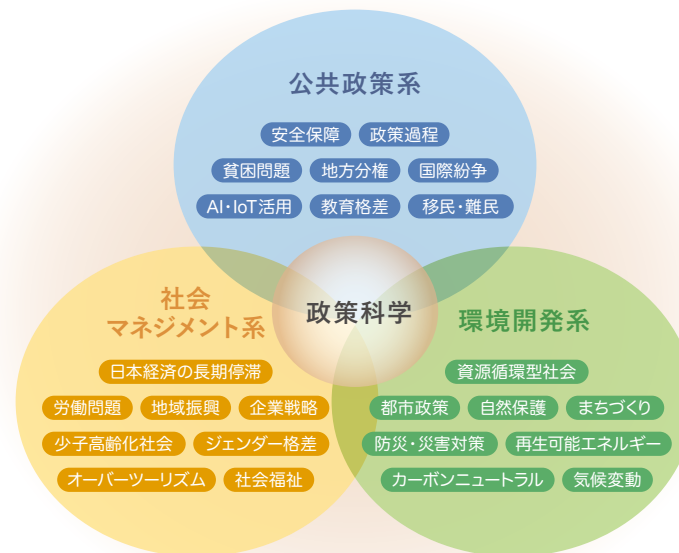 公共政策系
安全保障 政策過程
貧困問題 地方分権 国際紛争
AI・IoT活用 教育格差 移民・難民
政策科学
社会
マネジメント系
日本経済の長期停滞
労働問題 地域振興 企業戦略
少子高齢化社会 ジェンダー格差
オーバーツーリズム 社会福祉
環境開発系
資源循環型社会
都市政策 自然保護 まちづくり
防災・災害対策 再生可能エネルギー
カーボンニュートラル 気候変動